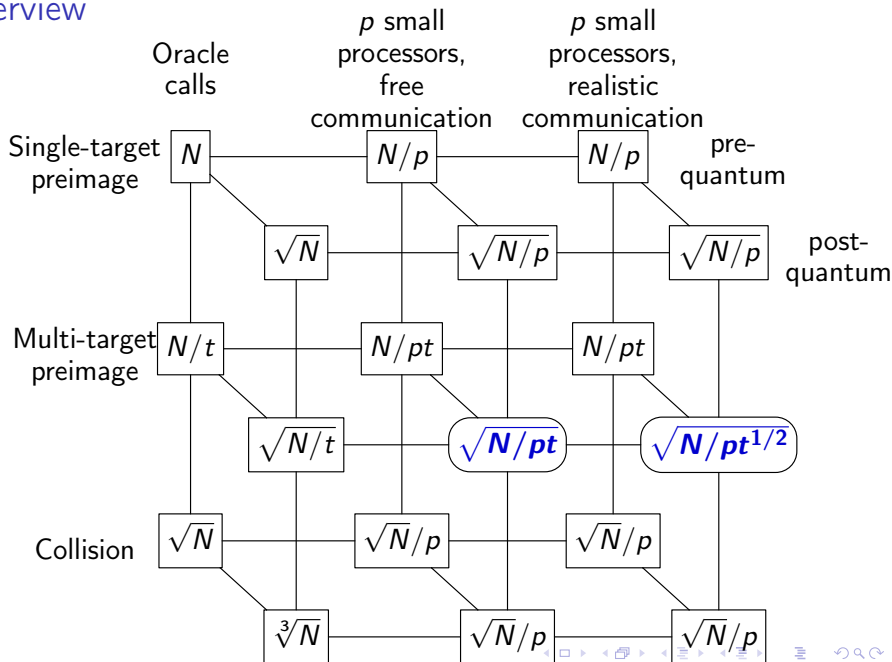 erview
Oracle
calls
p small
processors,
free
communication
p small
processors,
realistic
communication
Single-target
preimage
N
N/p
N/p
pre-
quantum
√N
√N/p
√N/p
post-
quantum
Multi-target
preimage
N/t
N/pt
N/pt
√N/t
√N/pt
√N/pt^1/2
Collision
√N
√N/p
√N/p
∛N
√N/p
√N/p